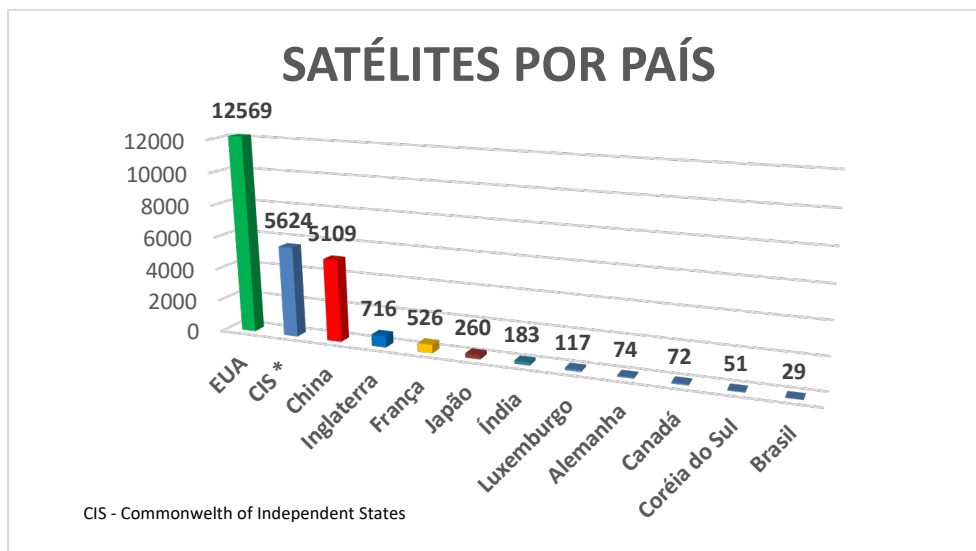 SATÉLITES POR PAÍS
12569
12000
10000
8000
6000
4000
2000
0
5624
5109
716
526
260
183
117
74
72
51
29
EUA
CIS *
China
Inglaterra
França
Japão
Índia
Luxemburgo
Alemanha
Canadá
Coréia do Sul
Brasil
CIS - Commonwelth of Independent States